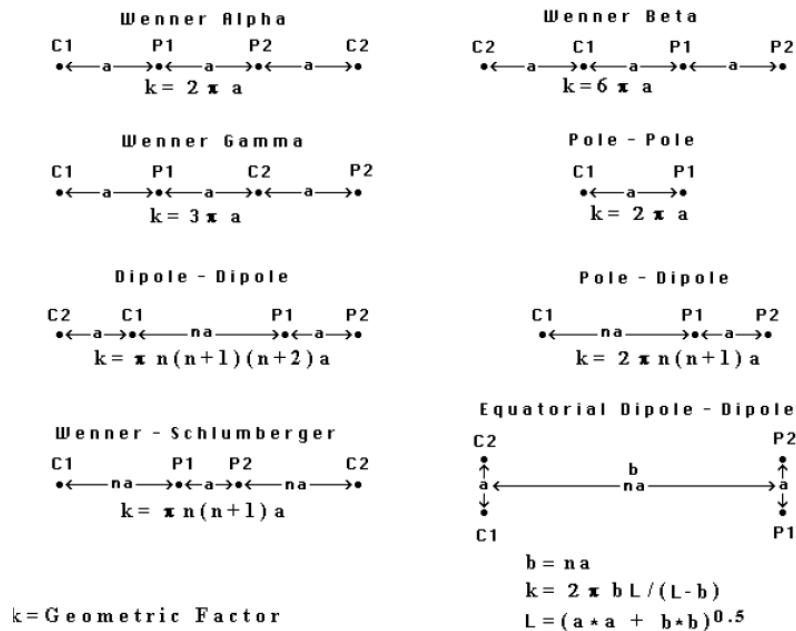 Wenner Alpha
C1 P1 P2 C2
a a a
k = 2 π a
Wenner Beta
C2 C1 P1 P2
a a a
k = 6 π a
Wenner Gamma
C1 P1 C2 P2
a a a
k = 3 π a
Pole - Pole
C1 P1
a
k = 2 π a
Dipole - Dipole
C2 C1 P1 P2
a na a
k = π n(n+1)(n+2)a
Pole - Dipole
C1 P1 P2
na a
k = 2 π n(n+1)a
Wenner - Schlumberger
C1 P1 P2 C2
na a na
k = π n(n+1)a
Equatorial Dipole - Dipole
C2 P2
b
a na a
C1 P1
b = na
k = 2 π bL/(L-b)
L = (a*a + b*b)0.5
k = Geometric Factor